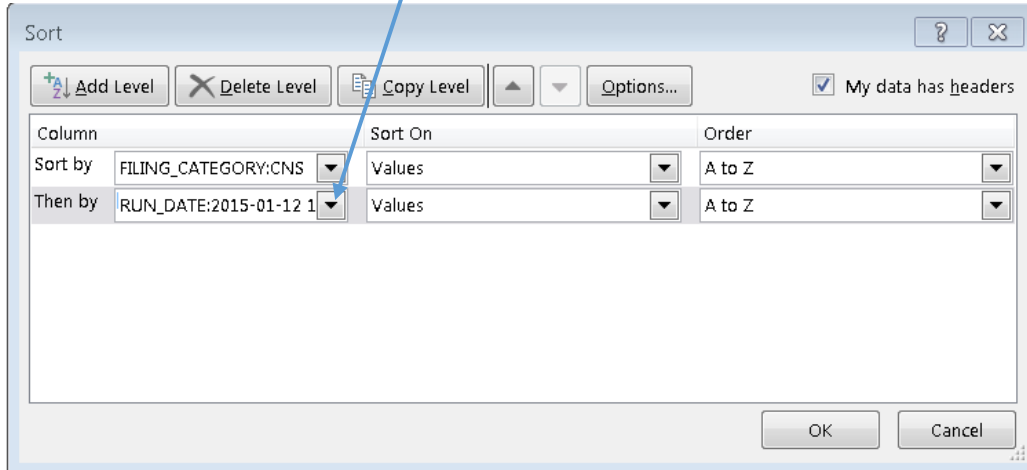 Sort
Add Level Delete Level Copy Level Options... My data has headers
Column Sort On Order
Sort by FILING_CATEGORY:CNS Values A to Z
Then by RUN_DATE:2015-01-12 1 Values A to Z
OK Cancel